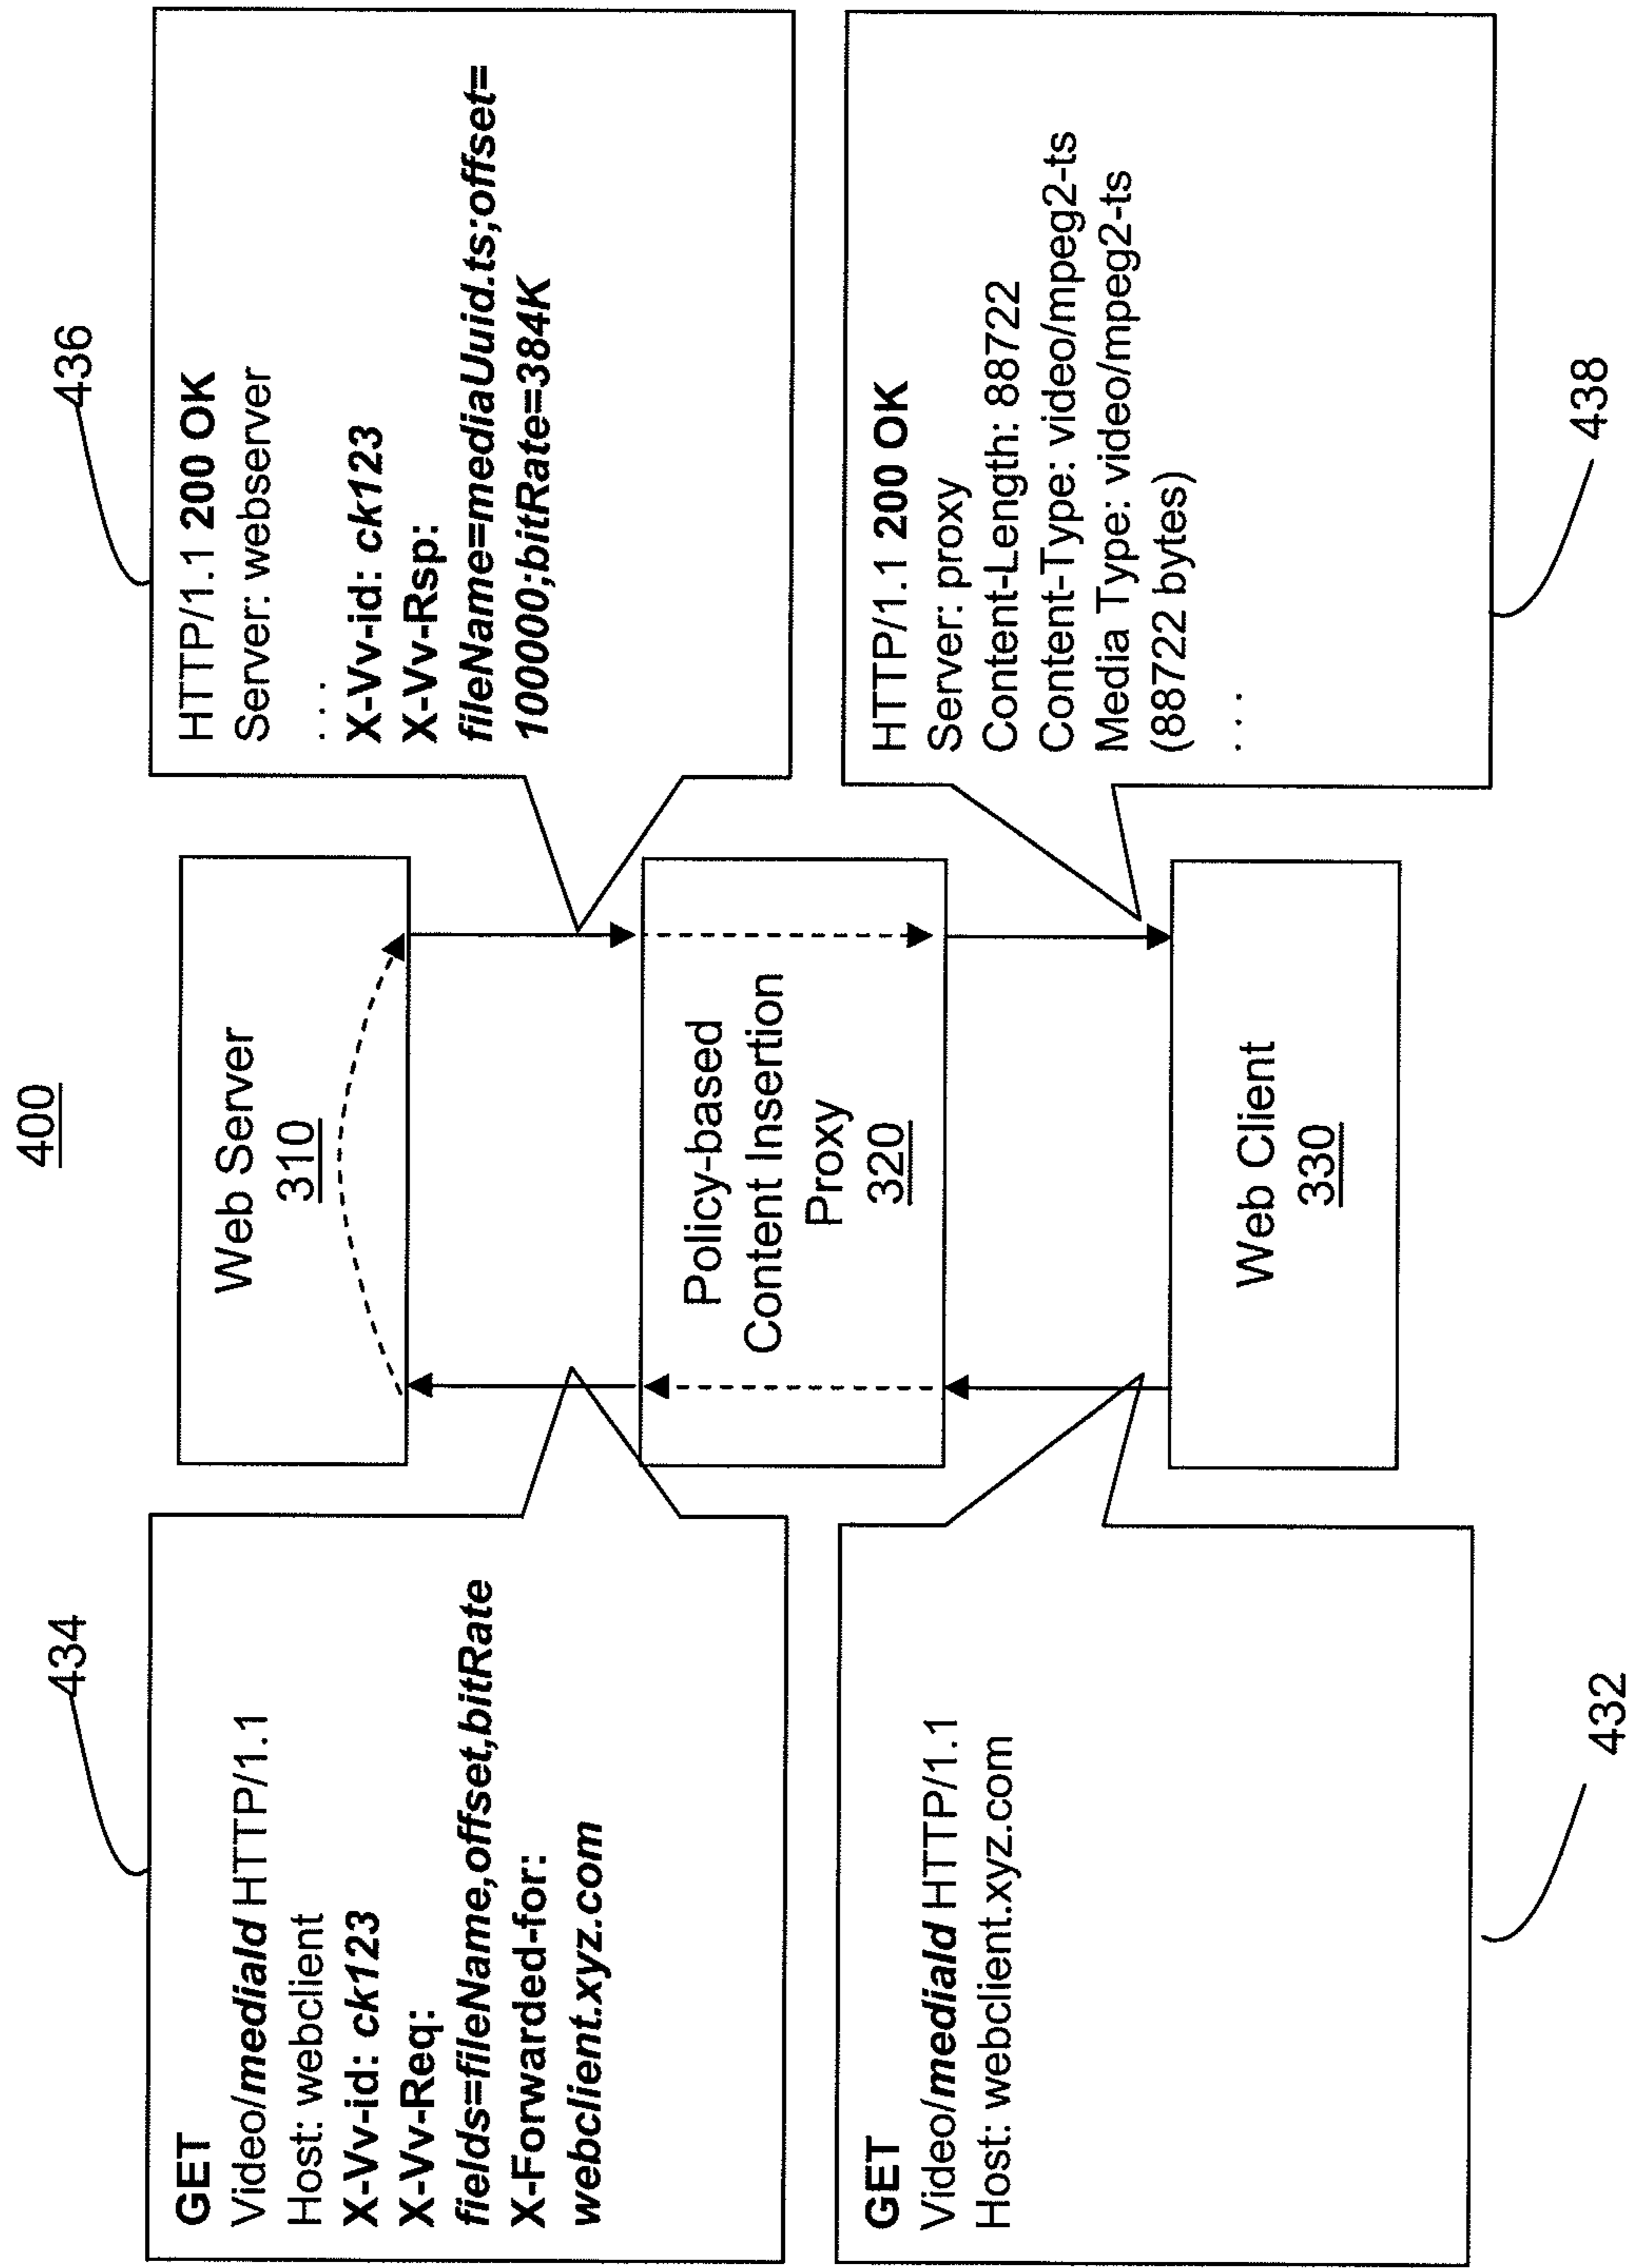 400
434
GET
Video/mediaId HTTP/1.1
Host: webclient
X-Vv-id: ck123
X-Vv-Req:
fields=fileName,offset,bitRate
X-Forwarded-for:
webclient.xyz.com
Web Server
310
436
HTTP/1.1 200 OK
Server: webserver
. . .
X-Vv-id: ck123
X-Vv-Rsp:
fileName=mediaUuid.ts;offset=
10000;bitRate=384K
Policy-based
Content Insertion
Proxy
320
GET
Video/mediaId HTTP/1.1
Host: webclient.xyz.com
432
Web Client
330
HTTP/1.1 200 OK
Server: proxy
Content-Length: 88722
Content-Type: video/mpeg2-ts
Media Type: video/mpeg2-ts
(88722 bytes)
. . .
438